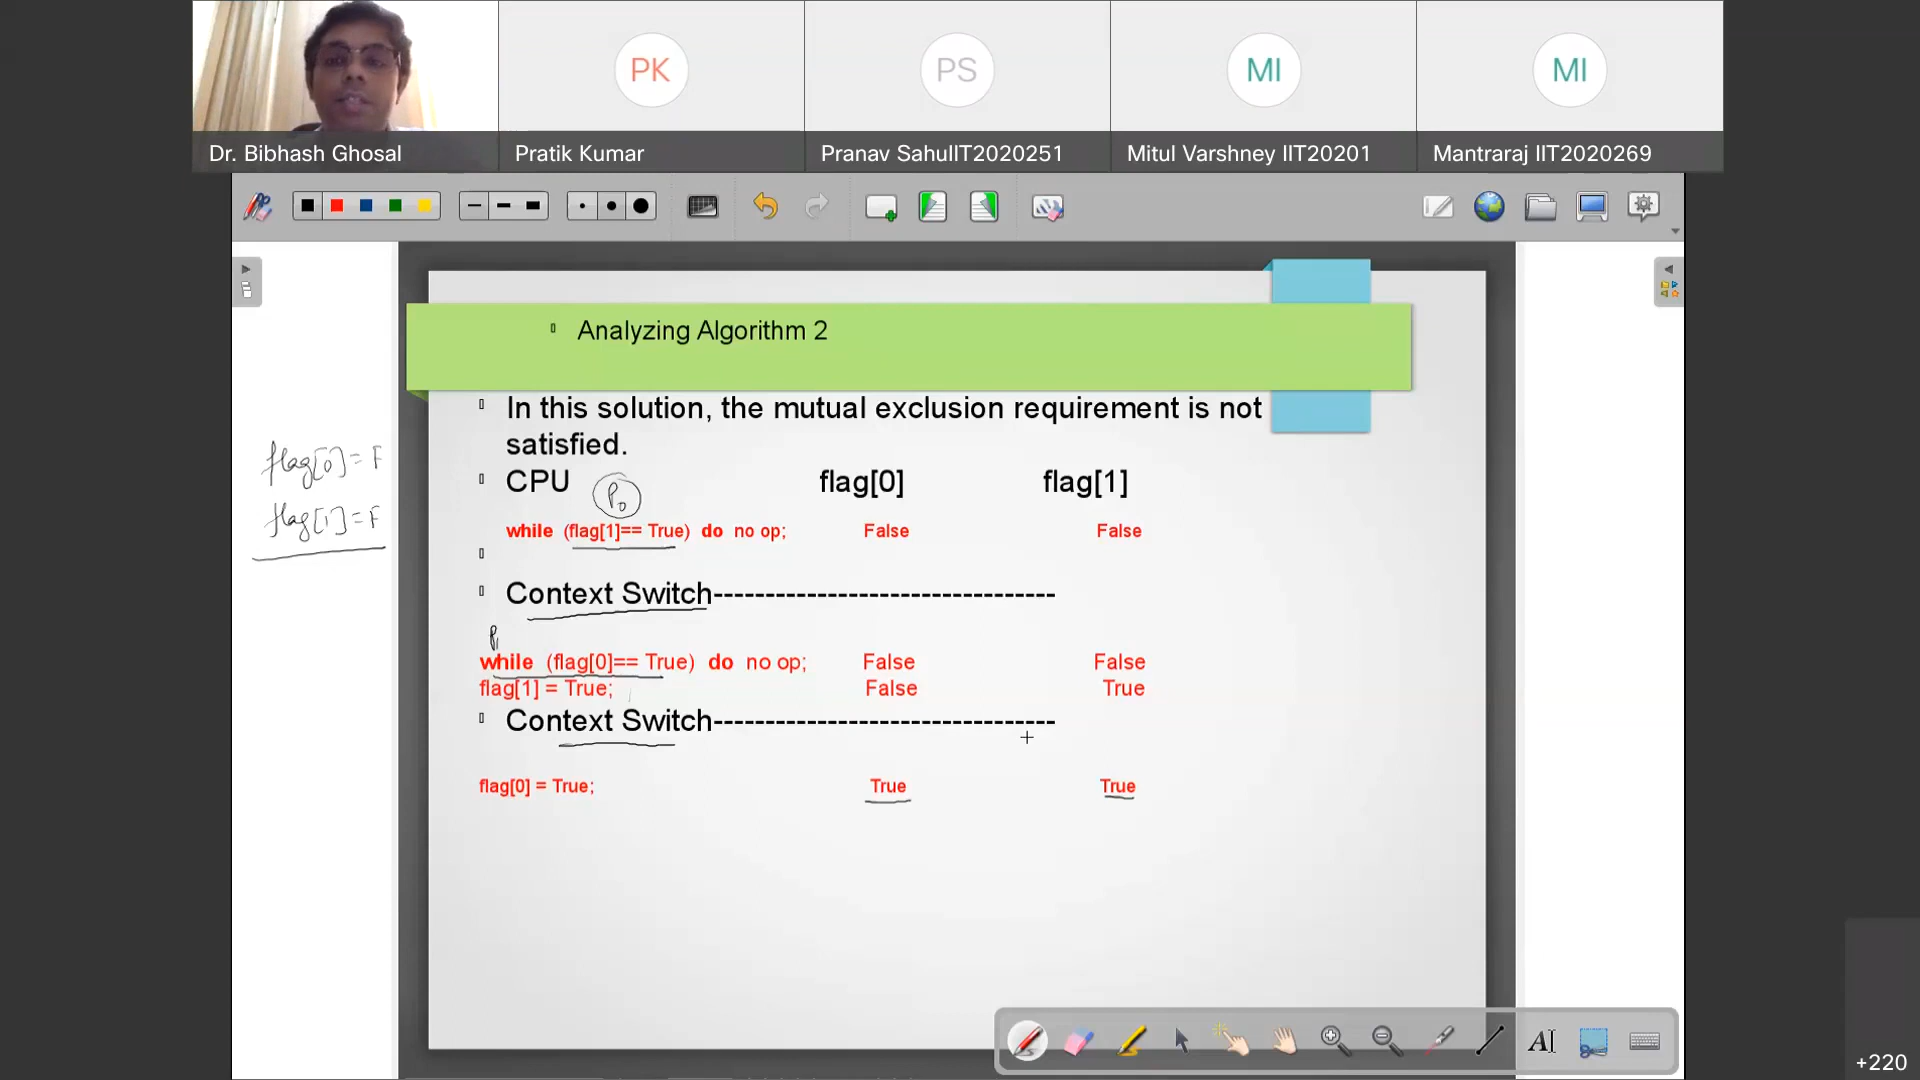 PK
PS
MI
MI
Dr. Bibhash Ghosal
Pratik Kumar
Pranav SahuIIT2020251
Mitul Varshney IIT20201
Mantraraj IIT2020269
Analyzing Algorithm 2
In this solution, the mutual exclusion requirement is not
satisfied.
flag[0]=F
flag[1]=F
CPU P0 flag[0] flag[1]
while (flag[1]== True) do no op; False False
Context Switch---------------------------------
P1
while (flag[0]== True) do no op; False False
flag[1] = True; False True
Context Switch---------------------------------
flag[0] = True; True True
AI
+220